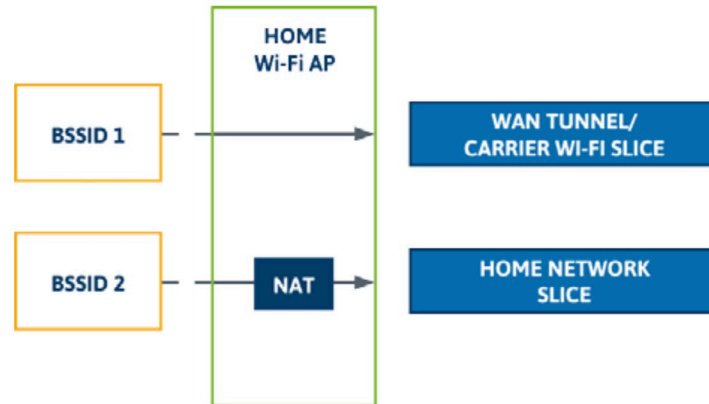 HOME
Wi-Fi AP
BSSID 1
WAN TUNNEL/
CARRIER WI-FI SLICE
BSSID 2
NAT
HOME NETWORK
SLICE